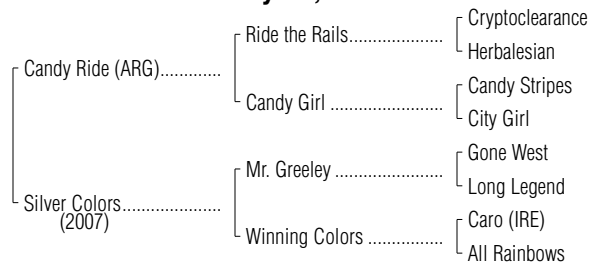 Cryptoclearance
Ride the Rails
Herbalesian
Candy Ride (ARG)
Candy Stripes
Candy Girl
City Girl
Gone West
Mr. Greeley
Long Legend
Silver Colors
(2007)
Caro (IRE)
Winning Colors
All Rainbows